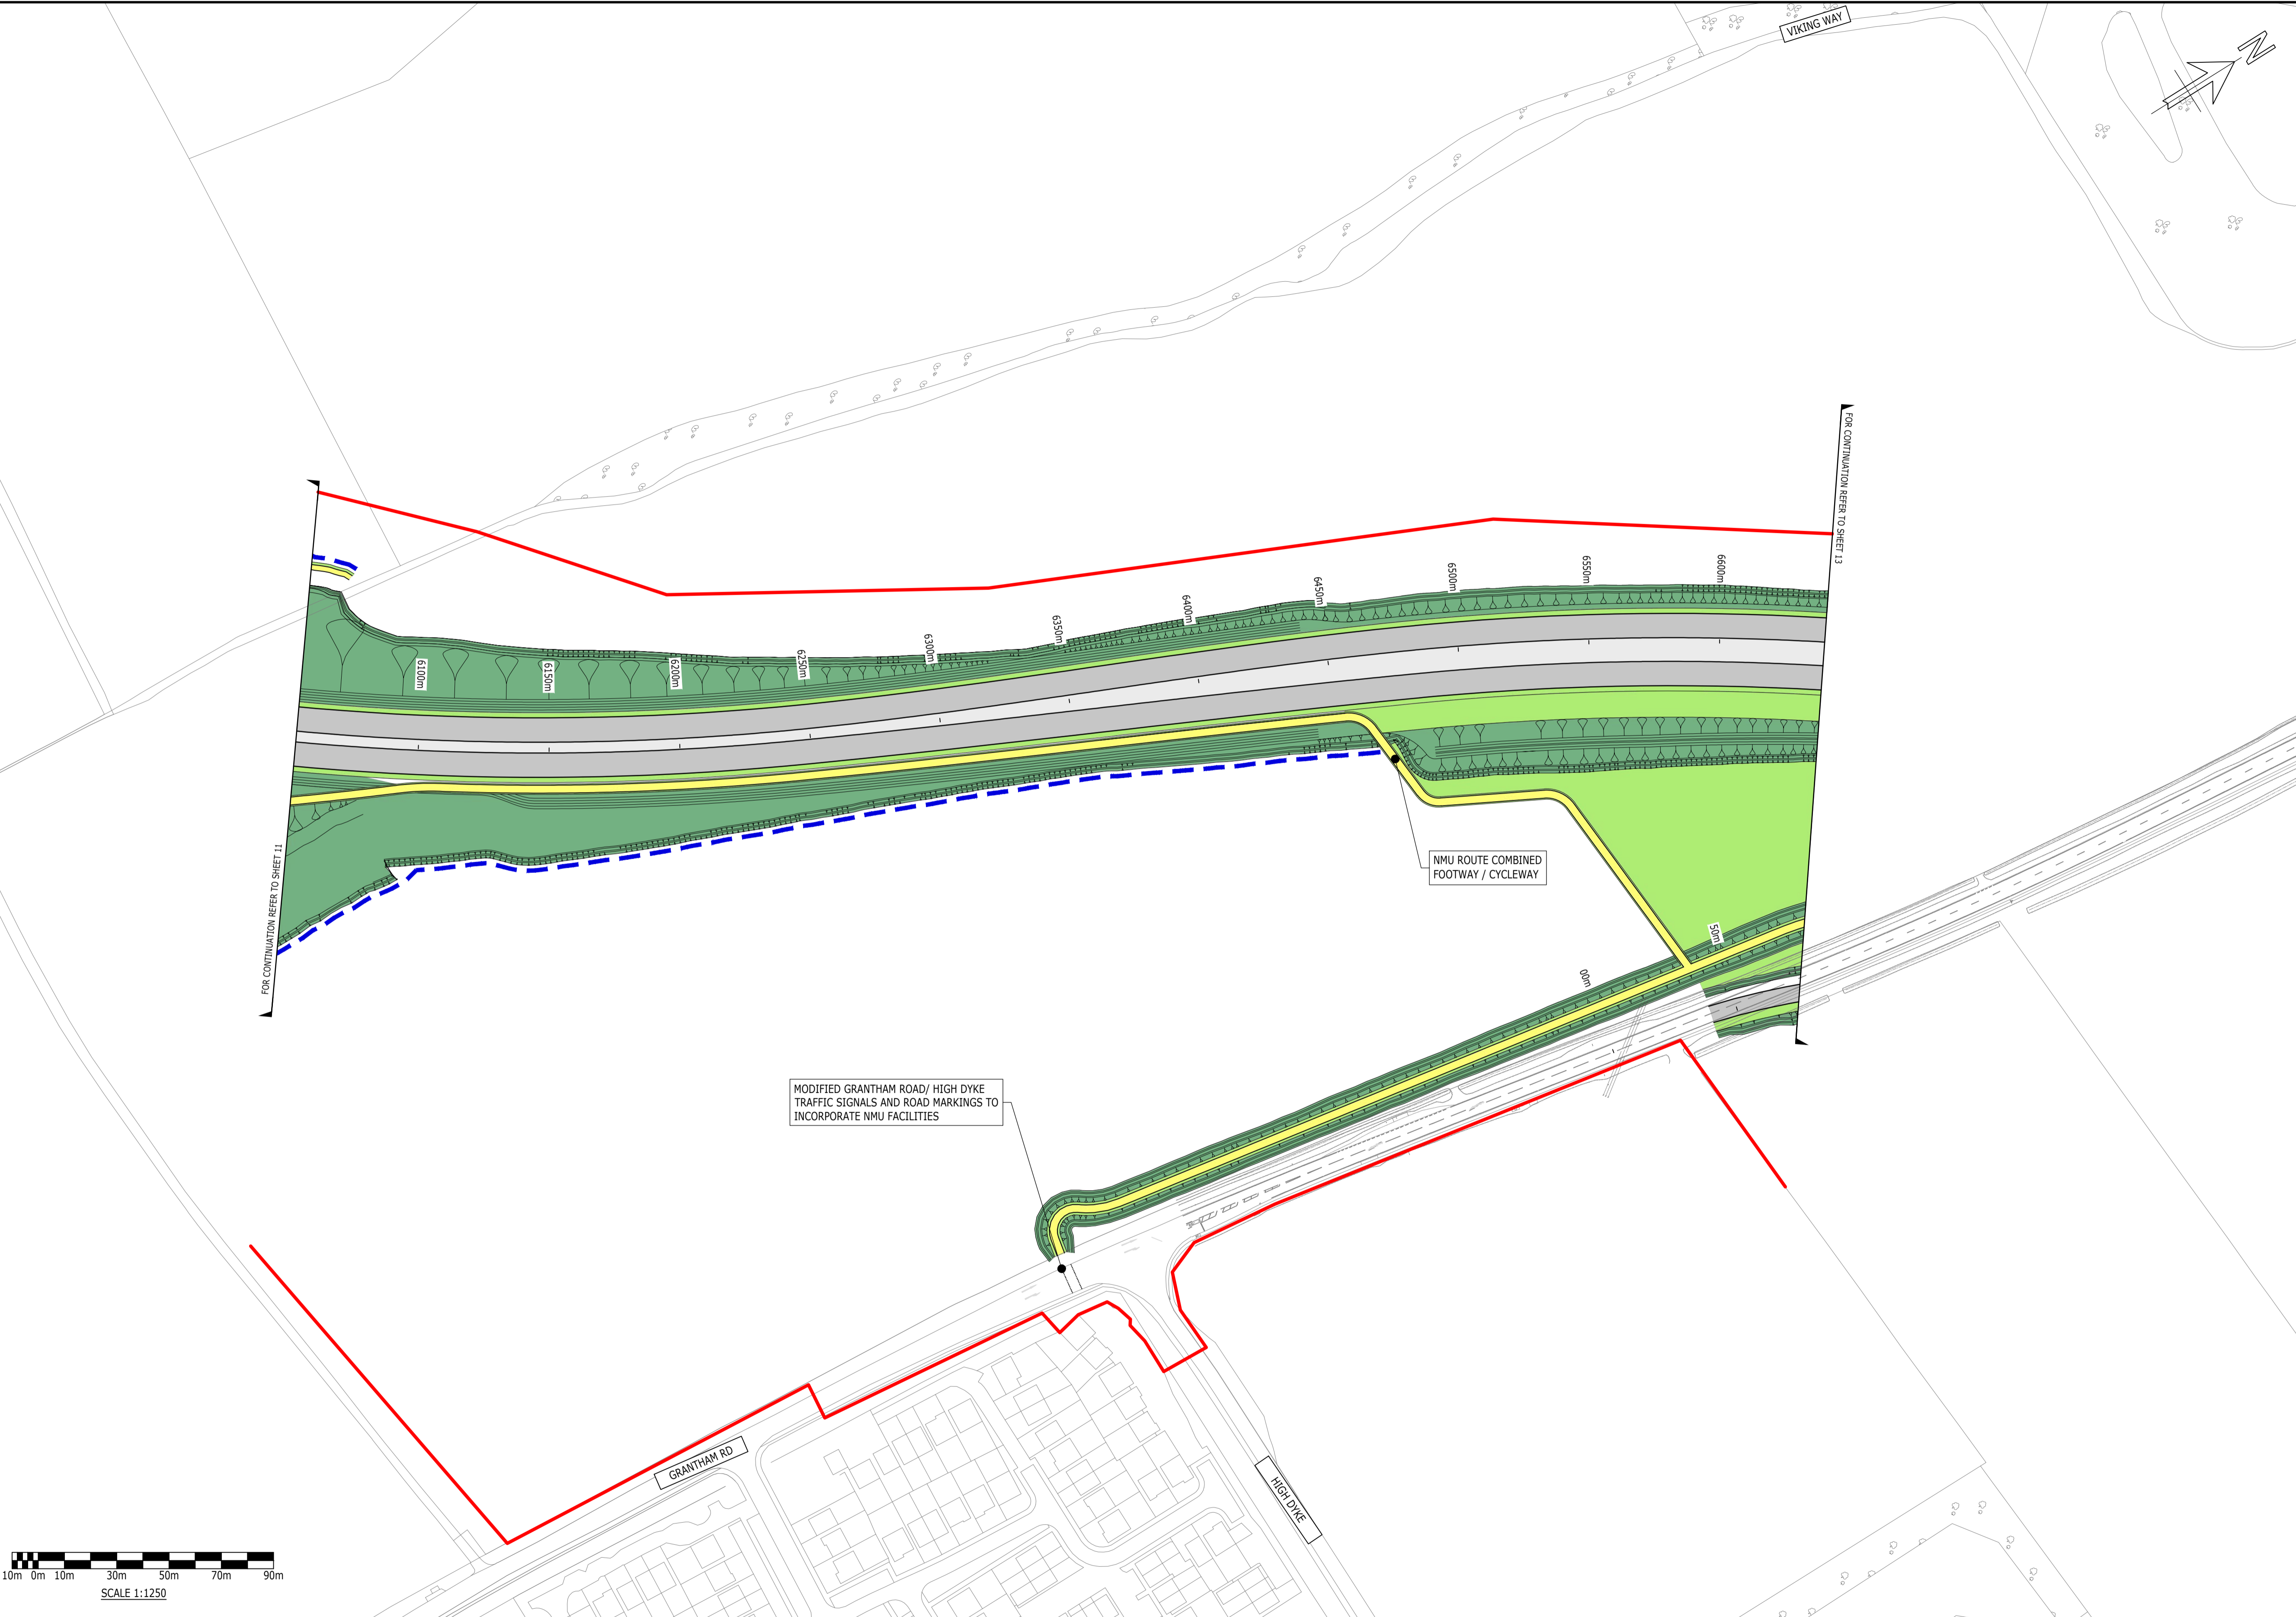 VIKING WAY
N
FOR CONTINUATION REFER TO SHEET 13
6100m
6150m
6200m
6250m
6300m
6350m
6400m
6450m
6500m
6550m
6600m
FOR CONTINUATION REFER TO SHEET 11
NMU ROUTE COMBINED
FOOTWAY / CYCLEWAY
50m
00m
MODIFIED GRANTHAM ROAD/ HIGH DYKE
TRAFFIC SIGNALS AND ROAD MARKINGS TO
INCORPORATE NMU FACILITIES
GRANTHAM RD
HIGH DYKE
10m 0m 10m 30m 50m 70m 90m
SCALE 1:1250